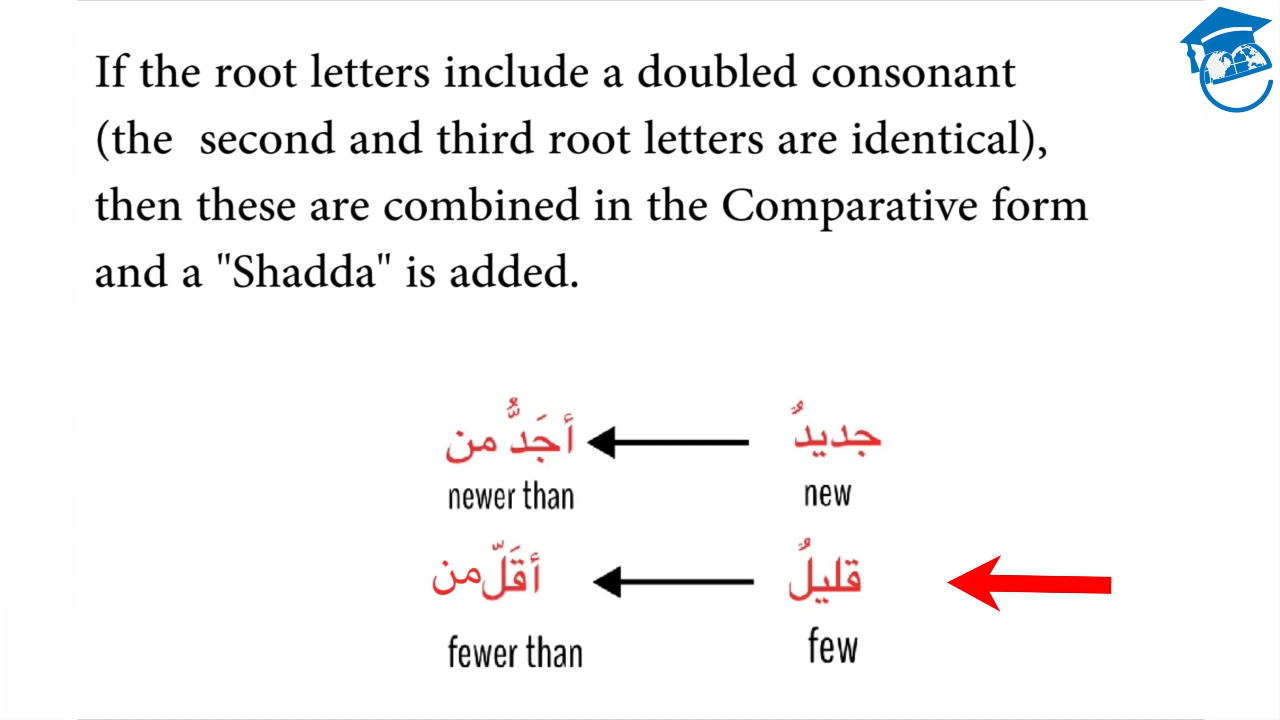 If the root letters include a doubled consonant
(the second and third root letters are identical),
then these are combined in the Comparative form
and a "Shadda" is added.
جديدٌ
أجَدُّ من
new
newer than
قليلٌ
أقَلّ من
few
fewer than